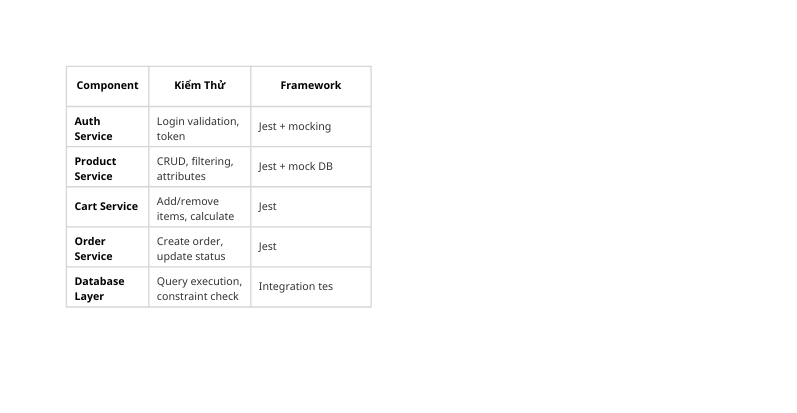 Component Kiểm Thử Framework
Auth Service Login validation, token Jest + mocking
Product Service CRUD, filtering, attributes Jest + mock DB
Cart Service Add/remove items, calculate Jest
Order Service Create order, update status Jest
Database Layer Query execution, constraint check Integration tes